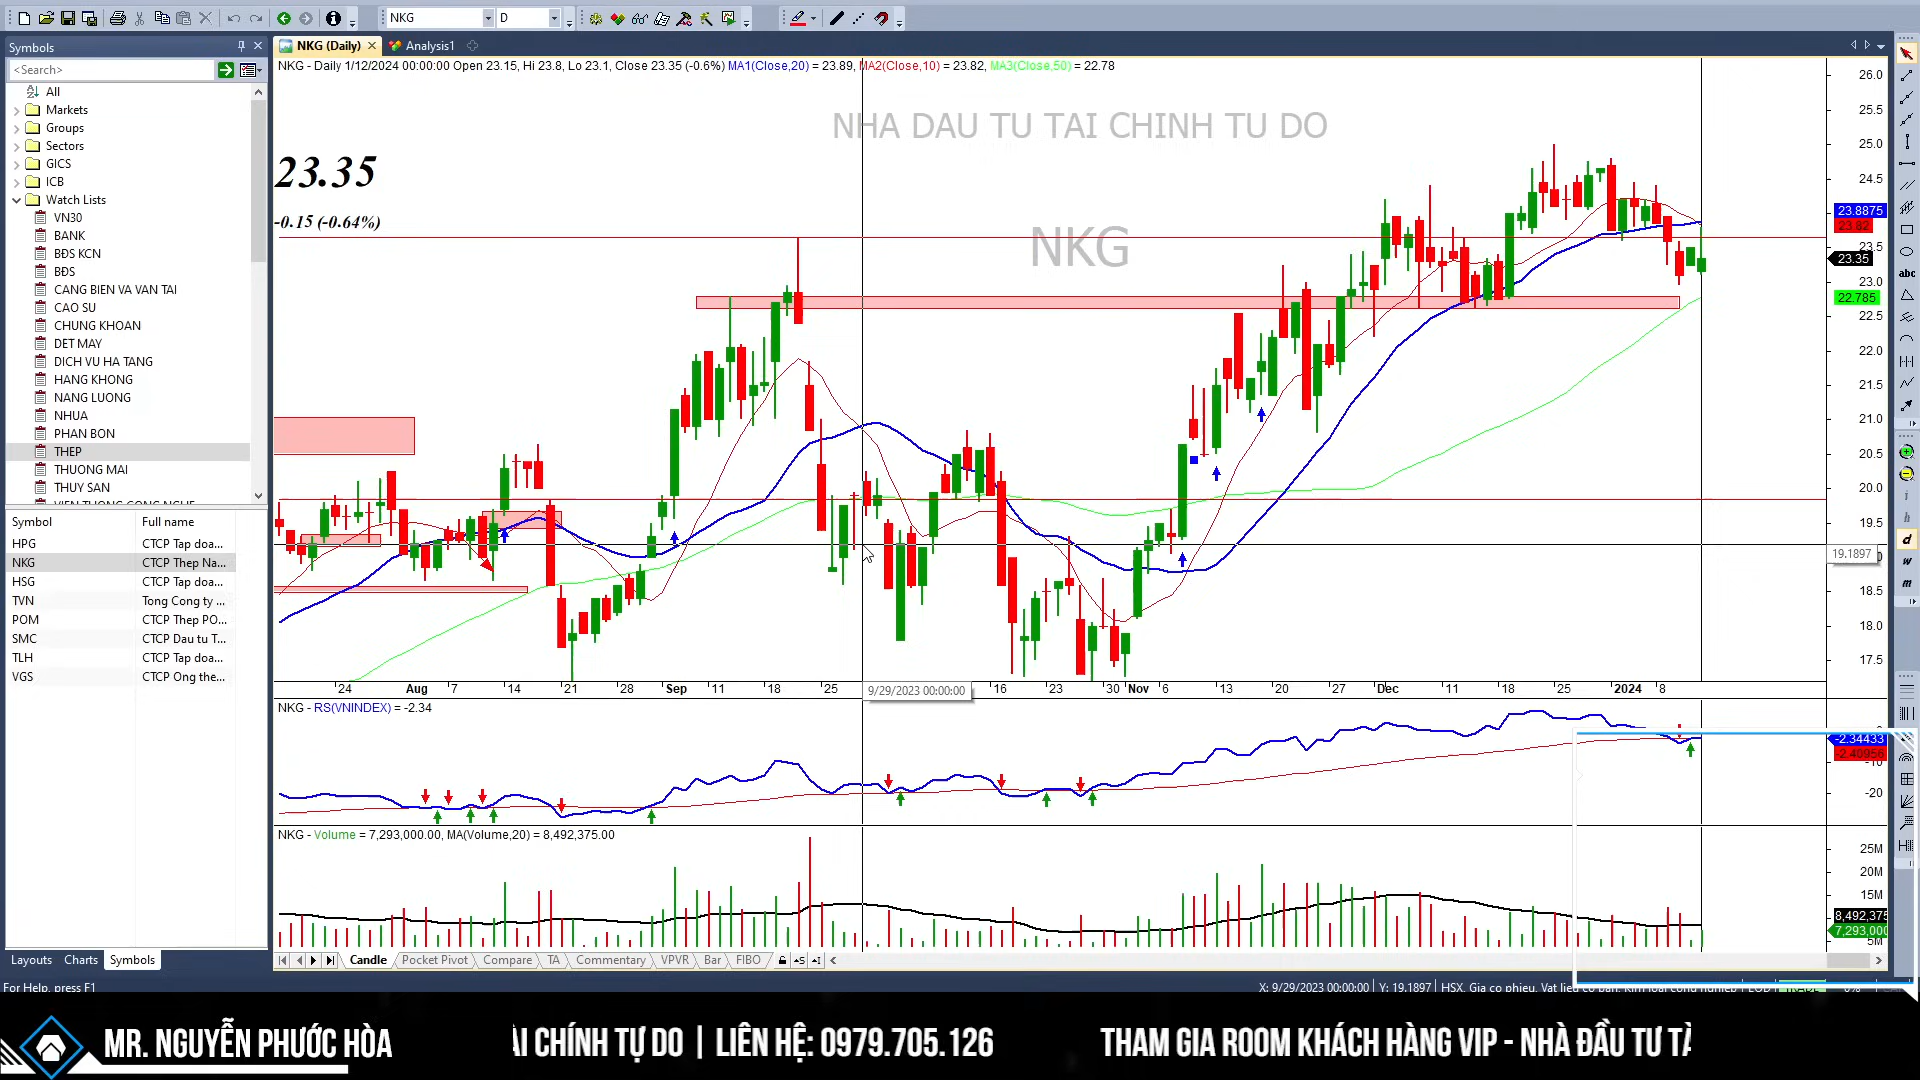 NKG
D
Symbols
NKG (Daily)
Analysis1
<Search>
NKG - Daily 1/12/2024 00:00:00 Open 23.15, Hi 23.8, Lo 23.1, Close 23.35 (-0.6%) MA1(Close,20) = 23.89, MA2(Close,10) = 23.82, MA3(Close,50) = 22.78
All
Markets
Groups
Sectors
GICS
ICB
Watch Lists
VN30
BANK
BĐS KCN
BĐS
CANG BIEN VA VAN TAI
CAO SU
CHUNG KHOAN
DET MAY
DICH VU HA TANG
HANG KHONG
NANG LUONG
NHUA
PHAN BON
THEP
THUONG MAI
THUY SAN
VIEN THONG CONG NGHE
Symbol Full name
HPG CTCP Tap doa...
NKG CTCP Thep Na...
HSG CTCP Tap doa...
TVN Tong Cong ty ...
POM CTCP Thep PO...
SMC CTCP Dau tu T...
TLH CTCP Tap doa...
VGS CTCP Ong the...
Layouts Charts Symbols
For Help, press F1
NHA DAU TU TAI CHINH TU DO
NKG
23.35
-0.15 (-0.64%)
26.0
25.5
25.0
24.5
23.8875
23.82
23.5
23.35
23.0
22.785
22.5
22.0
21.5
21.0
20.5
20.0
19.5
19.1897
18.5
18.0
17.5
24 Aug 7 14 21 28 Sep 11 18 25 9/29/2023 00:00:00 16 23 30 Nov 6 13 20 27 Dec 11 18 25 2024 8
NKG - RS(VNINDEX) = -2.34
-2.34433
-2.40956
-10
-20
NKG - Volume = 7,293,000.00, MA(Volume,20) = 8,492,375.00
25M
20M
15M
8,492,375
7,293,000
5M
Candle Pocket Pivot Compare TA Commentary VPVR Bar FIBO
X: 9/29/2023 00:00:00 Y: 19.1897 HSX, Gia co phieu, Vat lieu co ban, Kim loai cong nghiep
abc
i
h
d
w
m
MR. NGUYỄN PHƯỚC HÒA
ÀI CHÍNH TỰ DO | LIÊN HỆ: 0979.705.126
THAM GIA ROOM KHÁCH HÀNG VIP - NHÀ ĐẦU TƯ TÀ